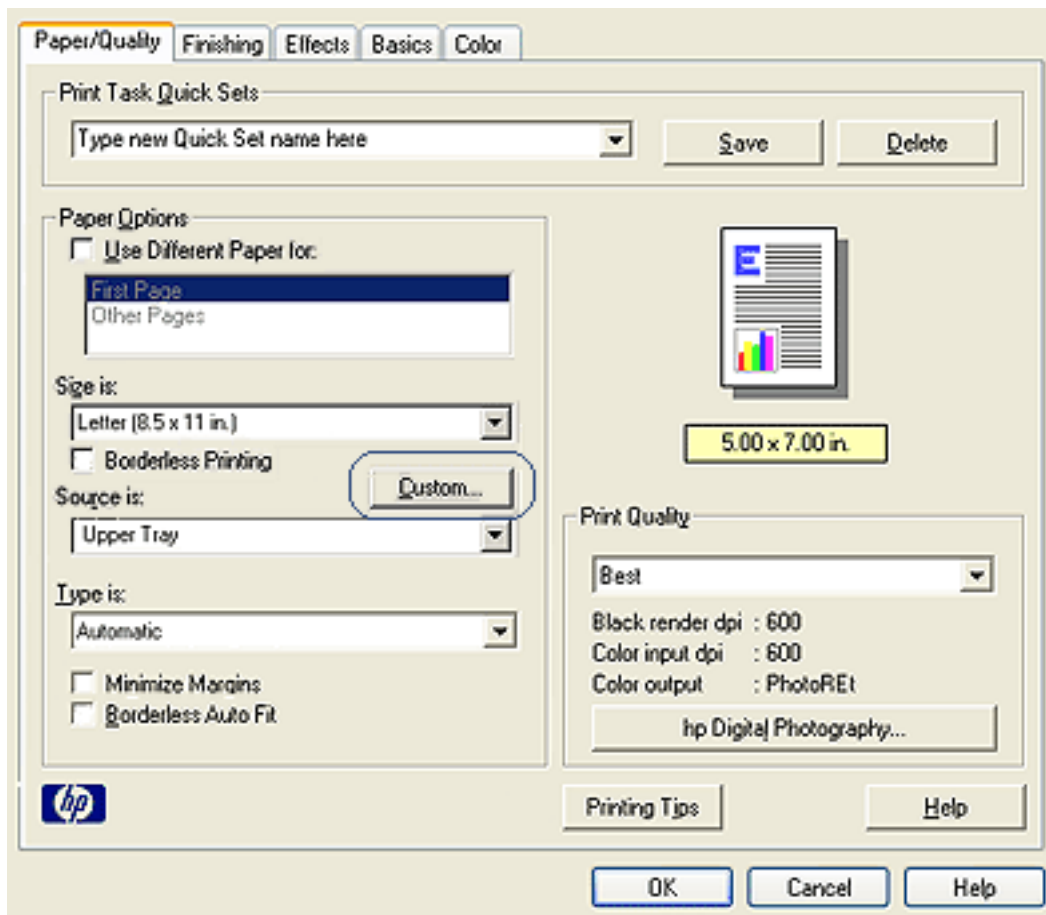 Paper/Quality Finishing Effects Basics Color
Print Task Quick Sets
Type new Quick Set name here Save Delete
Paper Options
Use Different Paper for:
First Page
Other Pages
Size is:
Letter (8.5 x 11 in.)
Borderless Printing
Custom...
Source is:
Upper Tray
Type is:
Automatic
Minimize Margins
Borderless Auto Fit
E
5.00 x 7.00 in.
Print Quality
Best
Black render dpi : 600
Color input dpi : 600
Color output : PhotoREt
hp Digital Photography...
hp
Printing Tips Help
OK Cancel Help